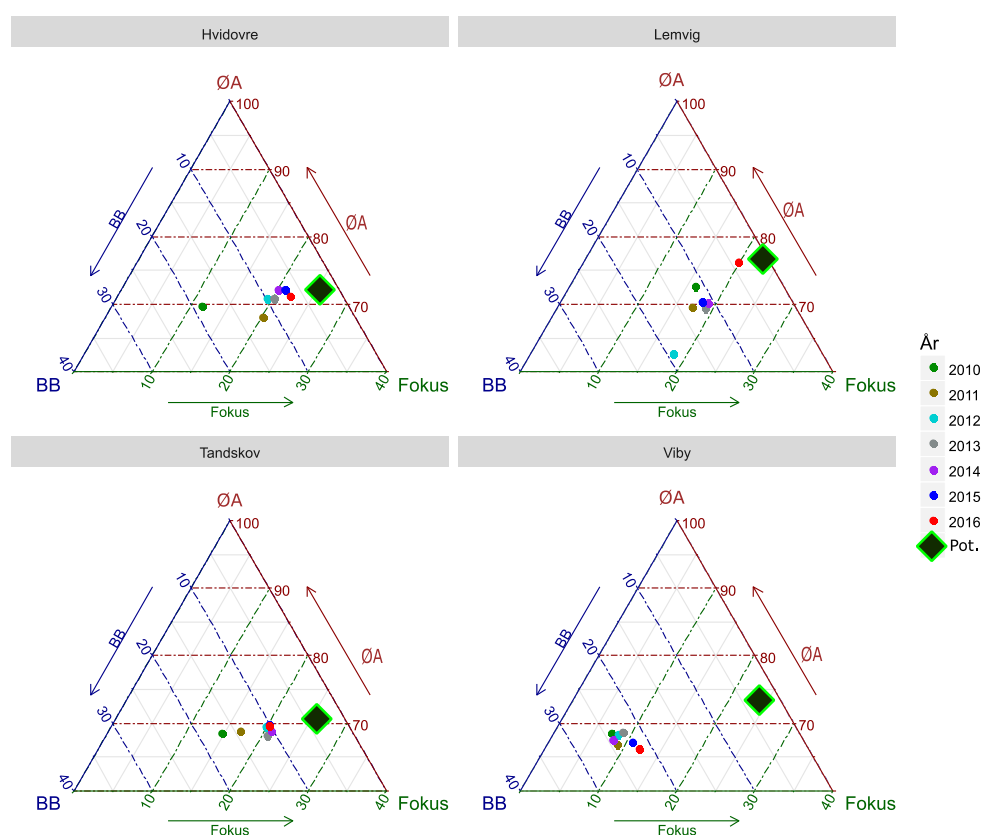 Hvidovre
ØA
100
90
80
70
10
20
30
40
BB
ØA
BB
Fokus
10
20
30
40
Fokus
Lemvig
ØA
100
90
80
70
10
20
30
40
BB
ØA
BB
Fokus
10
20
30
40
Fokus
Tandskov
ØA
100
90
80
70
10
20
30
40
BB
ØA
BB
Fokus
10
20
30
40
Fokus
Viby
ØA
100
90
80
70
10
20
30
40
BB
ØA
BB
Fokus
10
20
30
40
Fokus
År
2010
2011
2012
2013
2014
2015
2016
Pot.